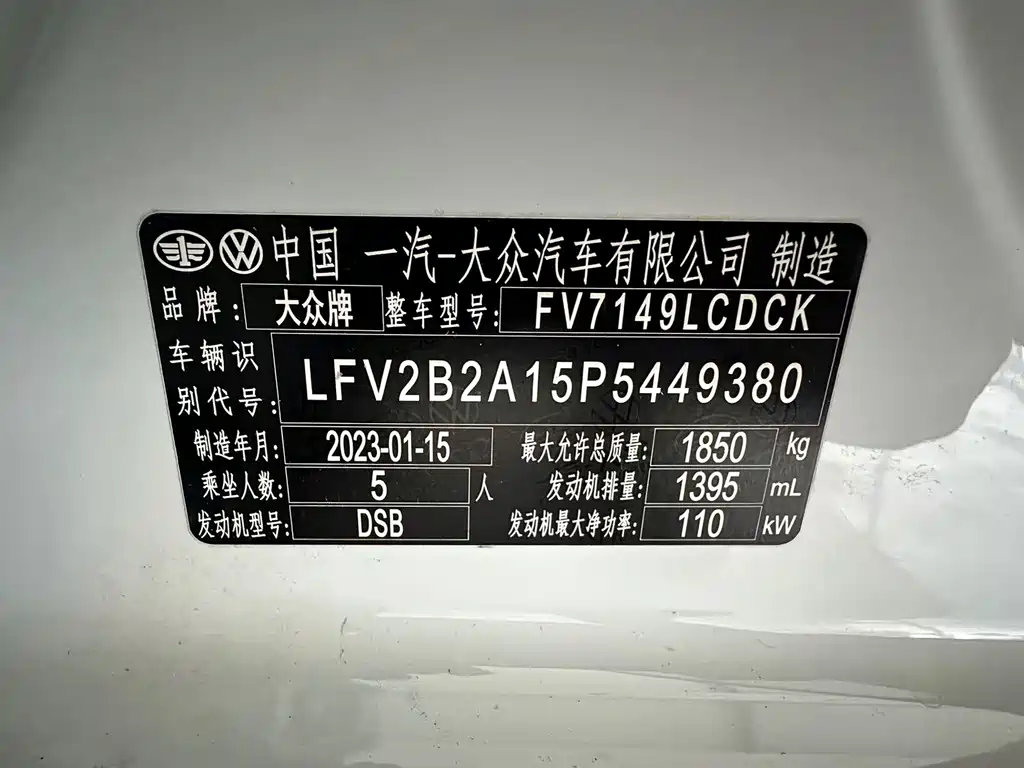 中国 一汽-大众汽车有限公司 制造
品牌: 大众牌 整车型号: FV7149LCDCK
车辆识别代号: LFV2B2A15P5449380
制造年月: 2023-01-15 最大允许总质量: 1850 kg
乘坐人数: 5 人 发动机排量: 1395 mL
发动机型号: DSB 发动机最大净功率: 110 kW